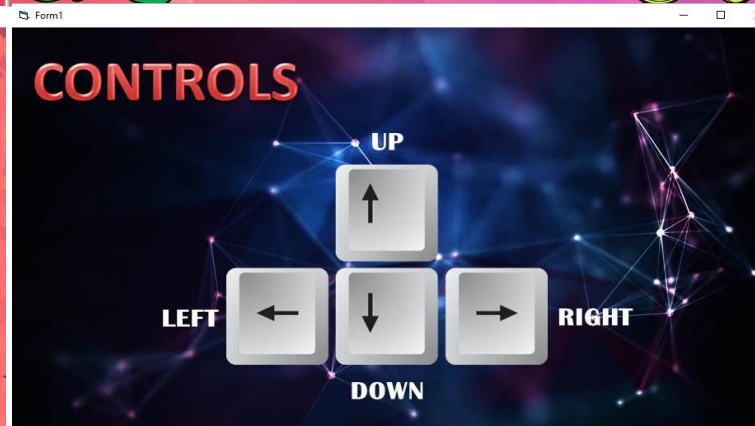 Form1
CONTROLS
UP
LEFT
RIGHT
DOWN